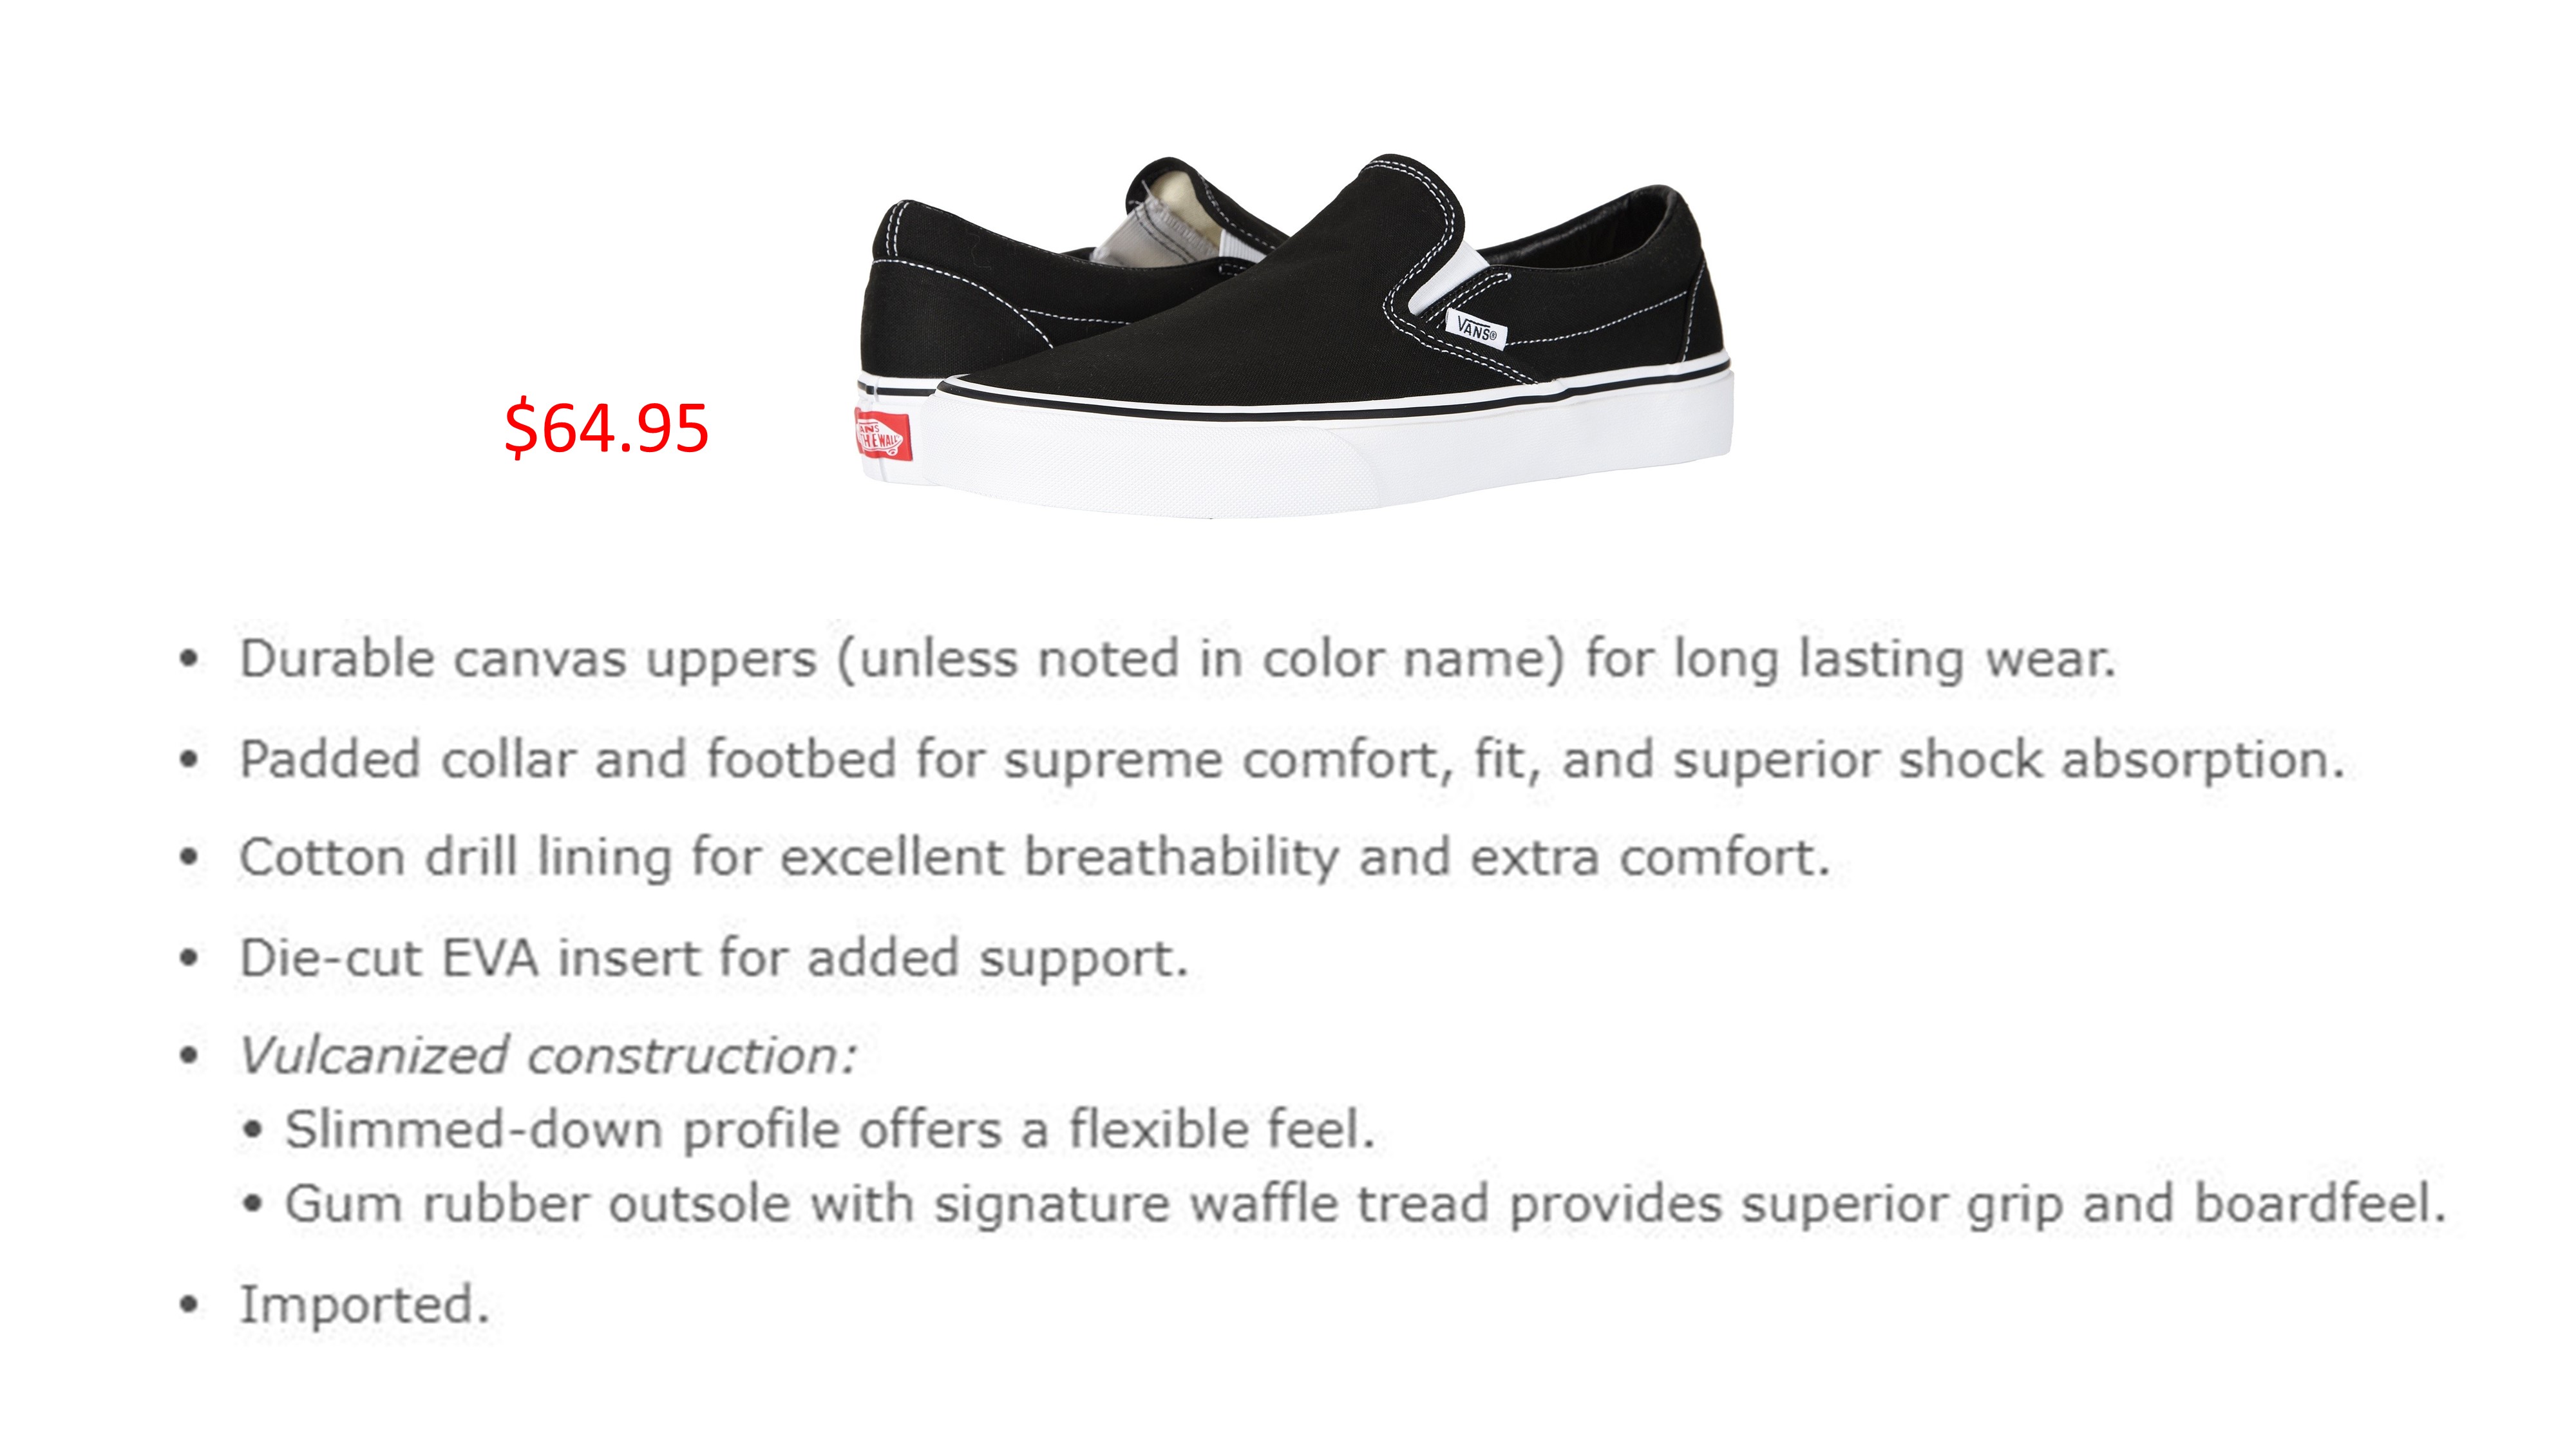 VANS®
ANS
THE WALL
$64.95
• Durable canvas uppers (unless noted in color name) for long lasting wear.
• Padded collar and footbed for supreme comfort, fit, and superior shock absorption.
• Cotton drill lining for excellent breathability and extra comfort.
• Die-cut EVA insert for added support.
• Vulcanized construction:
• Slimmed-down profile offers a flexible feel.
• Gum rubber outsole with signature waffle tread provides superior grip and boardfeel.
• Imported.